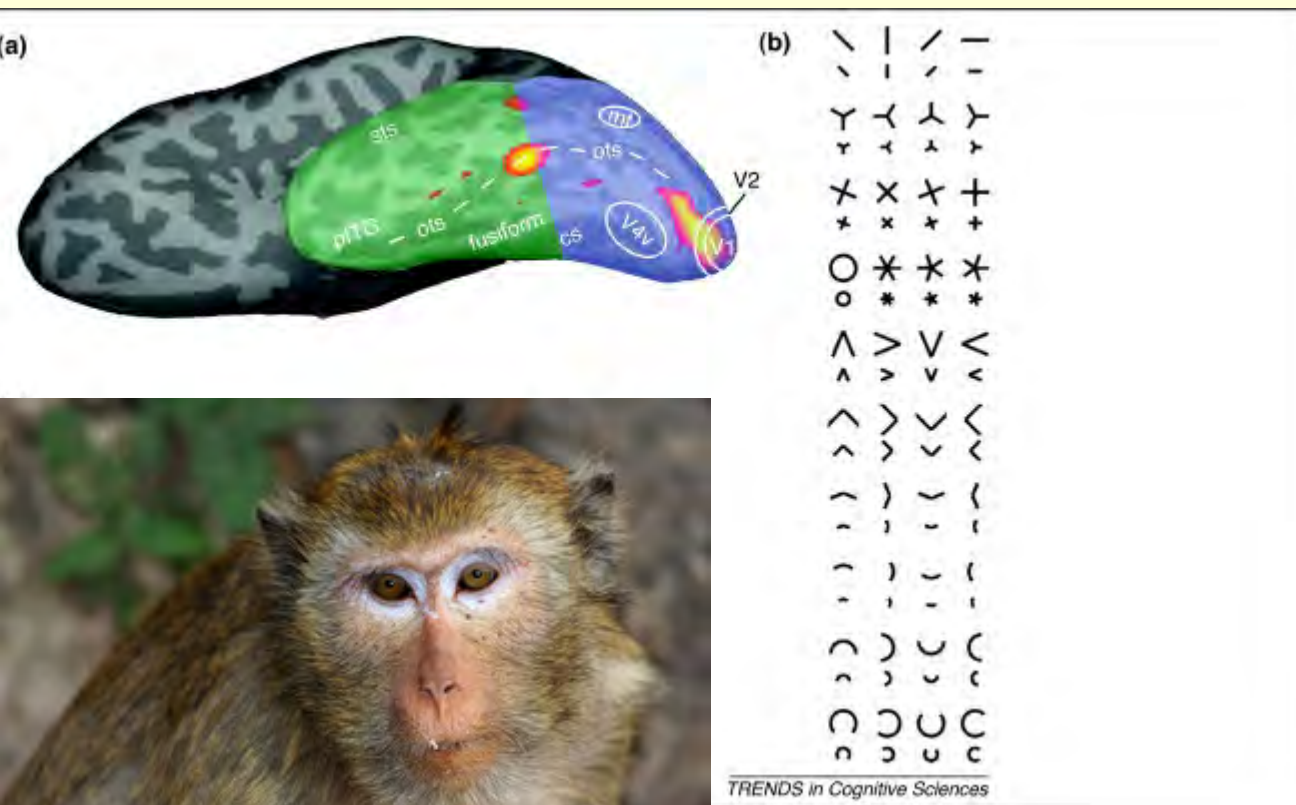 (a)
sts
mt
ots
V2
pITG
ots
fusiform
cs
V4v
V1
(b)
TRENDS in Cognitive Sciences